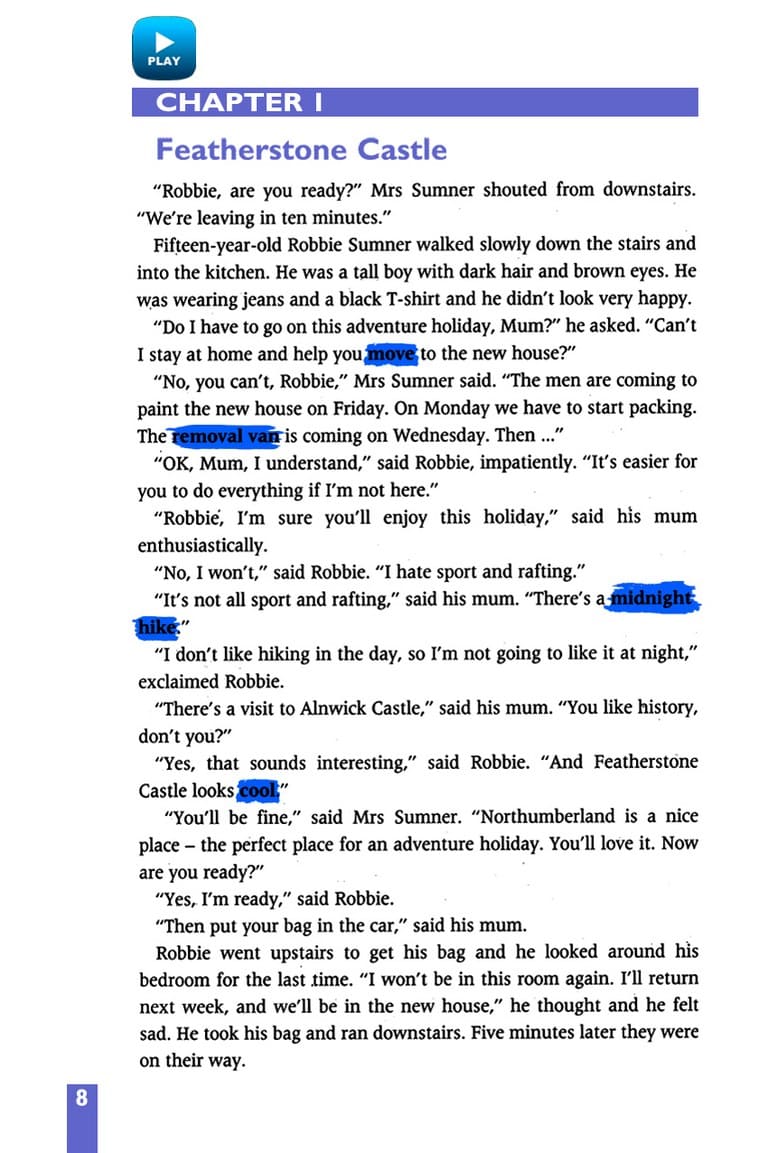 PLAY
CHAPTER 1
Featherstone Castle
“Robbie, are you ready?” Mrs Sumner shouted from downstairs.
“We’re leaving in ten minutes.”
Fifteen-year-old Robbie Sumner walked slowly down the stairs and
into the kitchen. He was a tall boy with dark hair and brown eyes. He
was wearing jeans and a black T-shirt and he didn’t look very happy.
“Do I have to go on this adventure holiday, Mum?” he asked. “Can’t
I stay at home and help you move to the new house?”
“No, you can’t, Robbie,” Mrs Sumner said. “The men are coming to
paint the new house on Friday. On Monday we have to start packing.
The removal van is coming on Wednesday. Then ...”
“OK, Mum, I understand,” said Robbie, impatiently. “It’s easier for
you to do everything if I’m not here.”
“Robbie, I’m sure you’ll enjoy this holiday,” said his mum
enthusiastically.
“No, I won’t,” said Robbie. “I hate sport and rafting.”
“It’s not all sport and rafting,” said his mum. “There’s a midnight
hike.”
“I don’t like hiking in the day, so I’m not going to like it at night,”
exclaimed Robbie.
“There’s a visit to Alnwick Castle,” said his mum. “You like history,
don’t you?”
“Yes, that sounds interesting,” said Robbie. “And Featherstone
Castle looks cool.”
“You’ll be fine,” said Mrs Sumner. “Northumberland is a nice
place – the perfect place for an adventure holiday. You’ll love it. Now
are you ready?”
“Yes, I’m ready,” said Robbie.
“Then put your bag in the car,” said his mum.
Robbie went upstairs to get his bag and he looked around his
bedroom for the last time. “I won’t be in this room again. I’ll return
next week, and we’ll be in the new house,” he thought and he felt
sad. He took his bag and ran downstairs. Five minutes later they were
on their way.
8